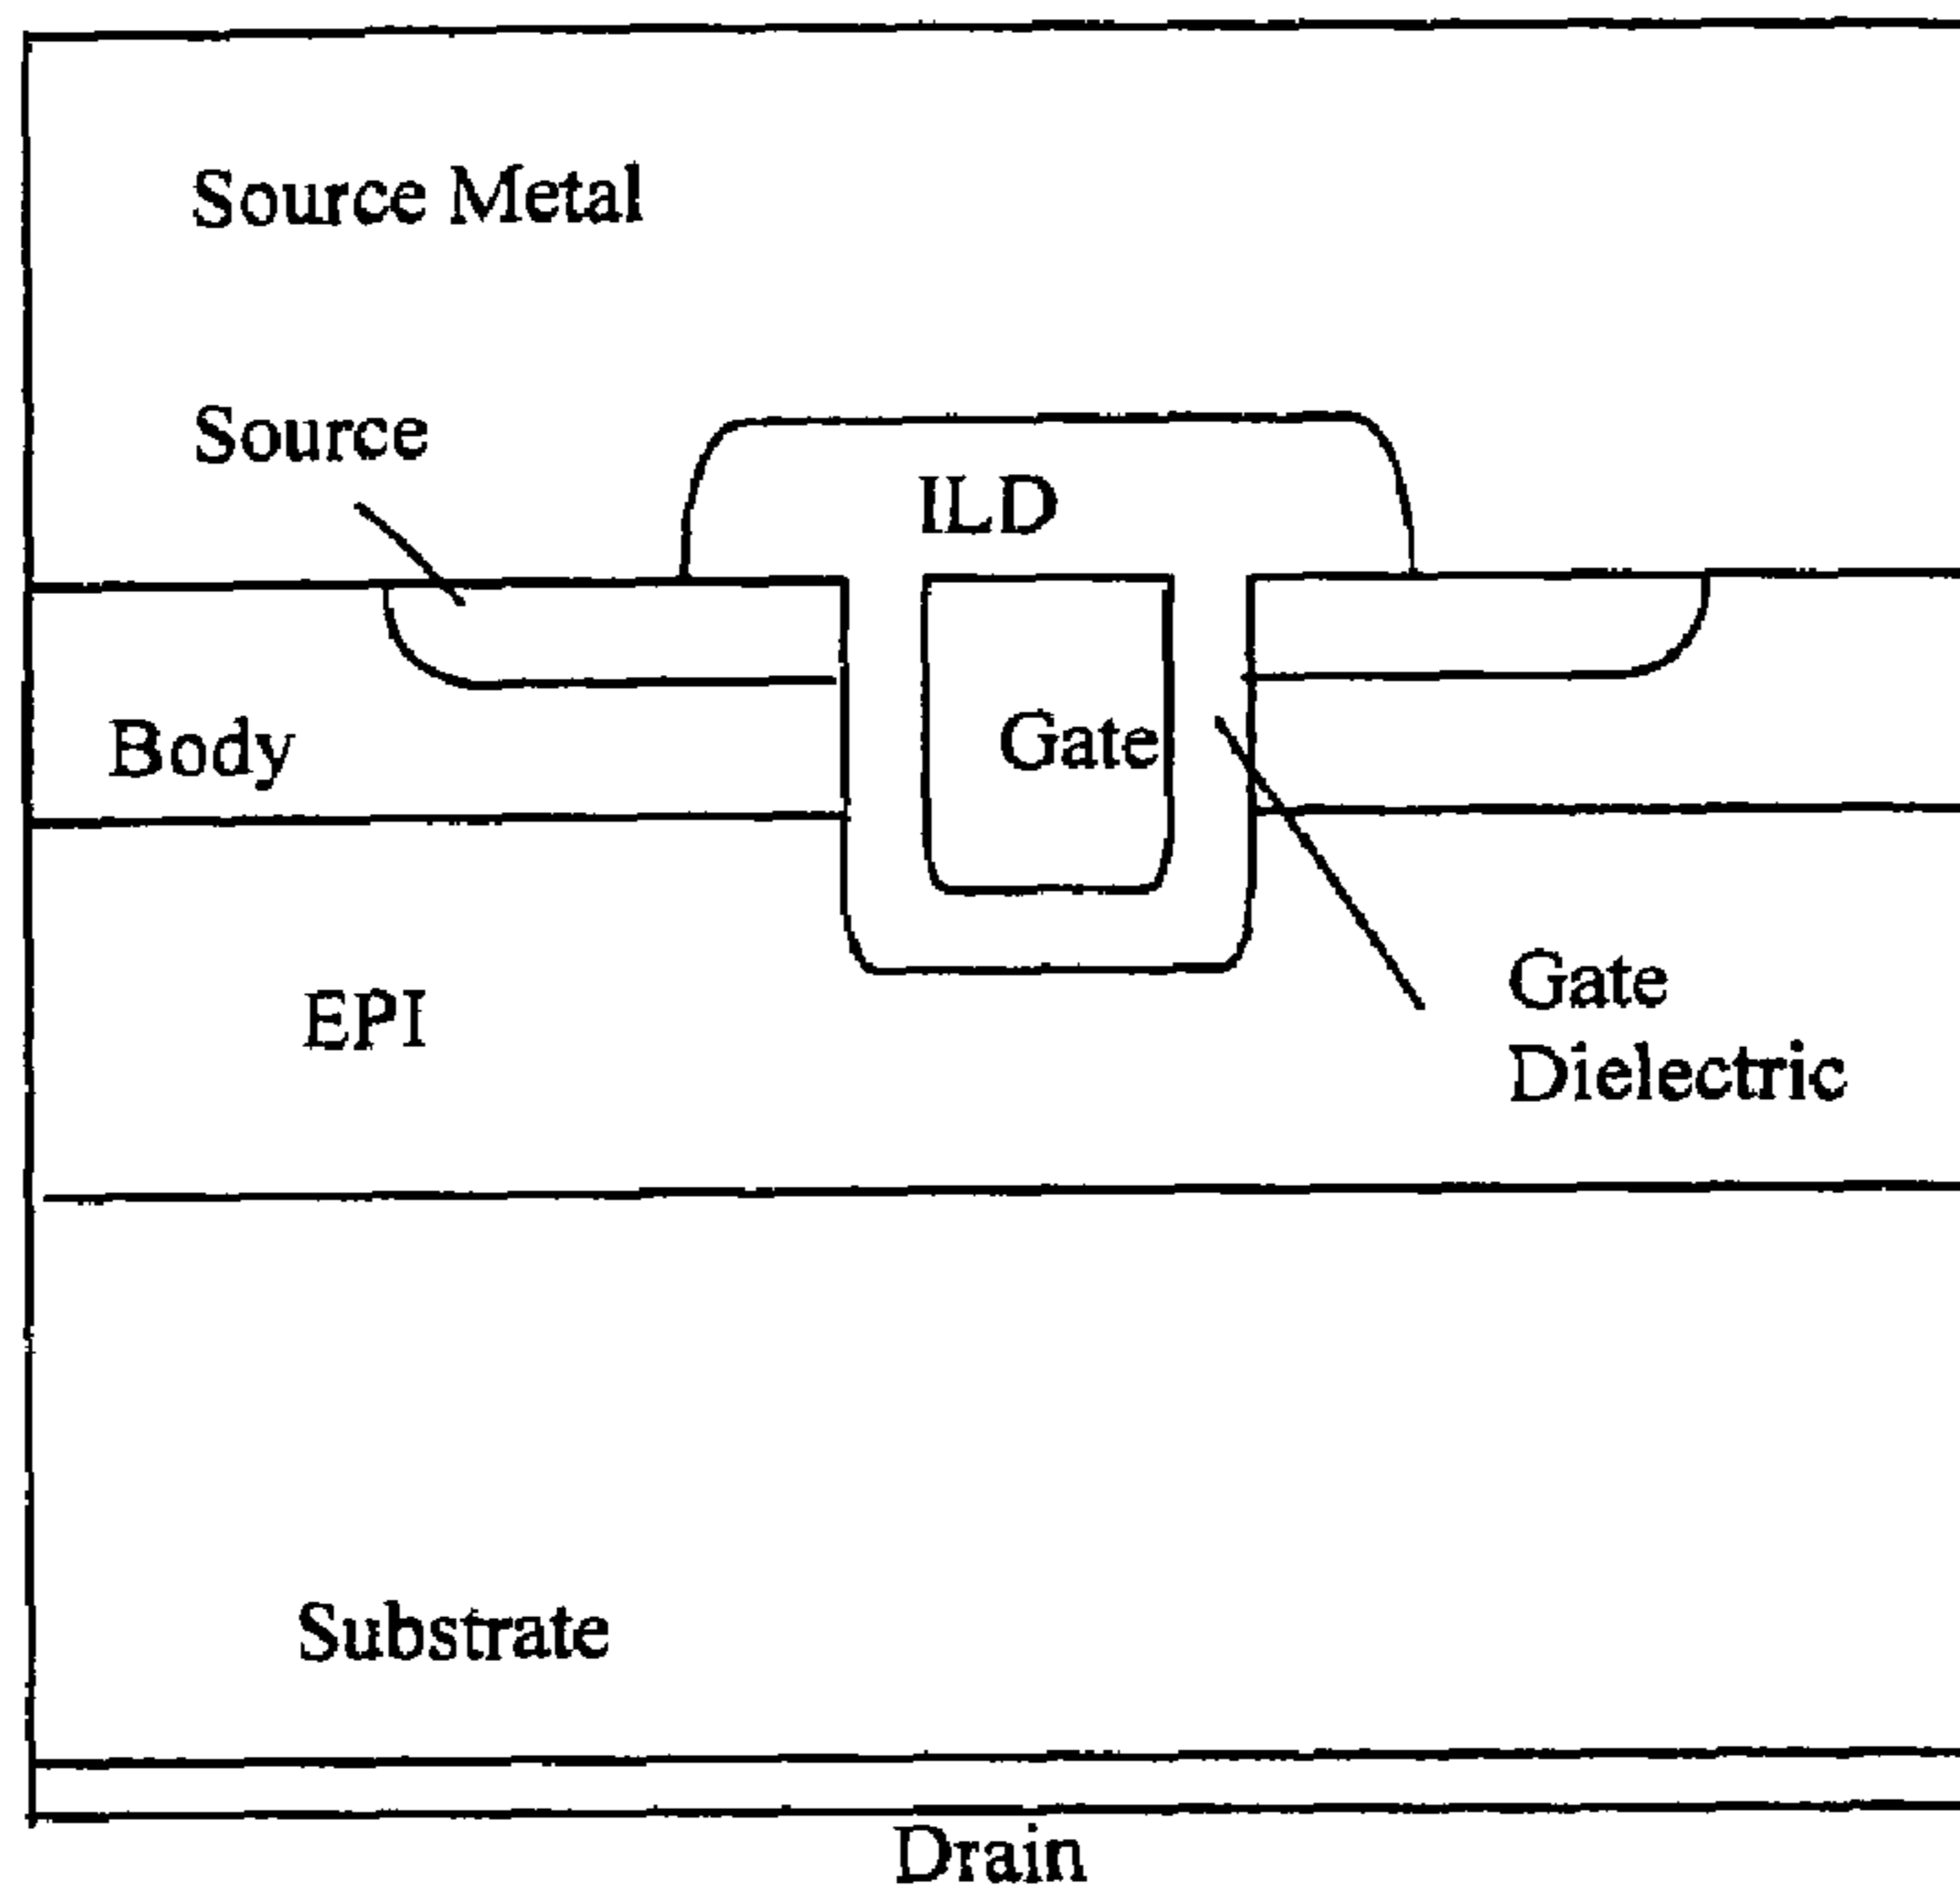 Source Metal
Source
ILD
Body
Gate
EPI
Gate
Dielectric
Substrate
Drain